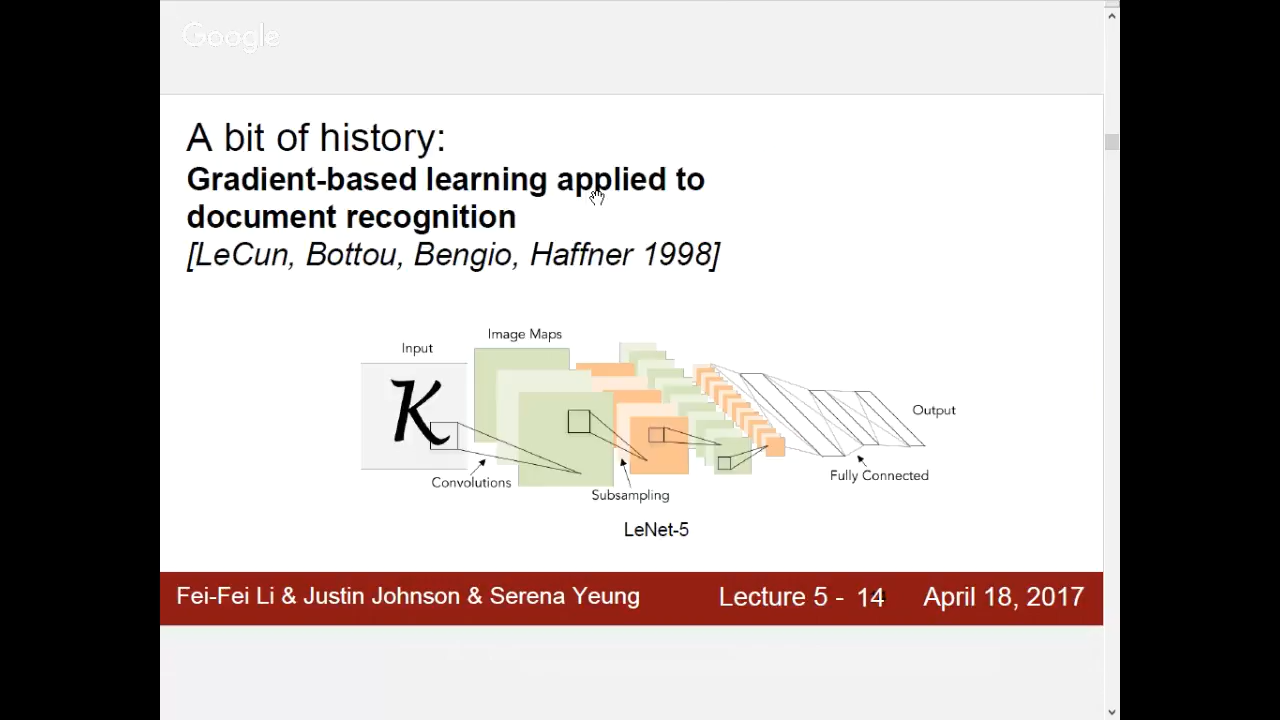 Google
A bit of history:
Gradient-based learning applied to
document recognition
[LeCun, Bottou, Bengio, Haffner 1998]
Image Maps
Input
K
Output
Fully Connected
Convolutions
Subsampling
LeNet-5
Fei-Fei Li & Justin Johnson & Serena Yeung Lecture 5 - 14 April 18, 2017